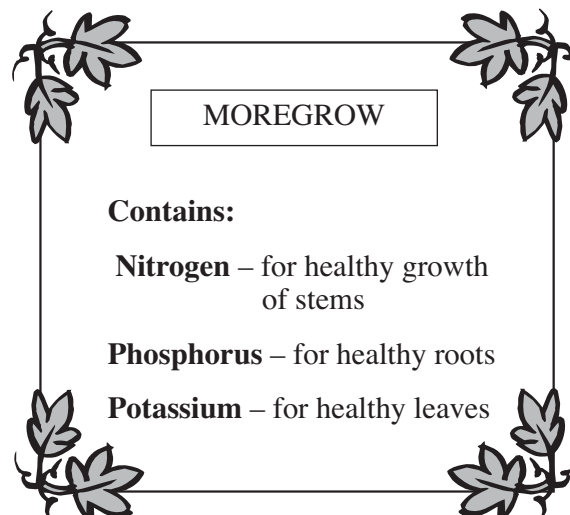 MOREGROW
Contains:
Nitrogen – for healthy growth
of stems
Phosphorus – for healthy roots
Potassium – for healthy leaves